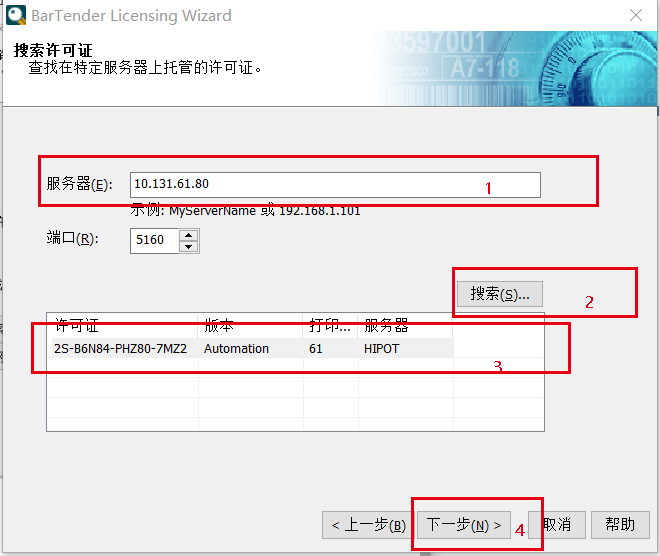 BarTender Licensing Wizard
搜索许可证
查找在特定服务器上托管的许可证。
3597001
A7-118
服务器(E): 10.131.61.80 1
示例: MyServerName 或 192.168.1.101
端口(R): 5160
搜索(S)... 2
许可证 版本 打印... 服务器
2S-B6N84-PHZ80-7MZ2 Automation 61 HIPOT
3
< 上一步(B) 下一步(N) > 4 取消 帮助